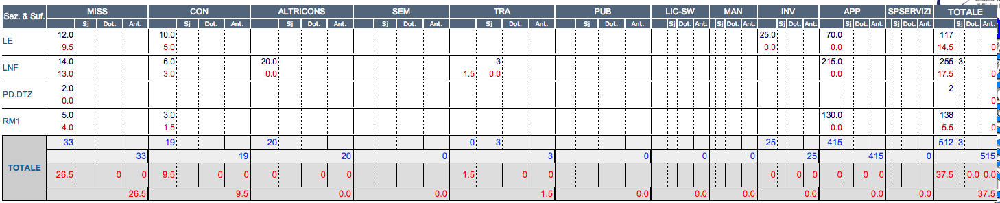 Sez. & Suf. MISS CON ALTRICONS SEM TRA PUB LIC-SW MAN INV APP SPSERVIZI TOTALE
Sj Dot. Ant. Sj Dot. Ant. Sj Dot. Ant. Sj Dot. Ant. Sj Dot. Ant. Sj Dot. Ant. Sj Dot. Ant. Sj Dot. Ant. Sj Dot. Ant. Sj Dot. Ant. Sj Dot. Ant. Sj Dot. Ant.
LE 12.0 10.0 25.0 70.0 117
9.5 5.0 0.0 0.0 14.5 0
LNF 14.0 6.0 20.0 3 215.0 255 3
13.0 3.0 0.0 1.5 0.0 0.0 17.5 0
PD.DTZ 2.0 2
0.0 0
RM1 5.0 3.0 130.0 138
4.0 1.5 0.0 5.5 0
TOTALE 33 19 20 0 3 25 415 512 3
33 19 20 0 3 0 0 0 25 415 0 515
26.5 0 0 9.5 0 0 0 0 0 1.5 0 0 0 0 0 0 0 0 37.5 0.0 0.0
26.5 9.5 0.0 0.0 1.5 0.0 0.0 0.0 0.0 0.0 0.0 37.5